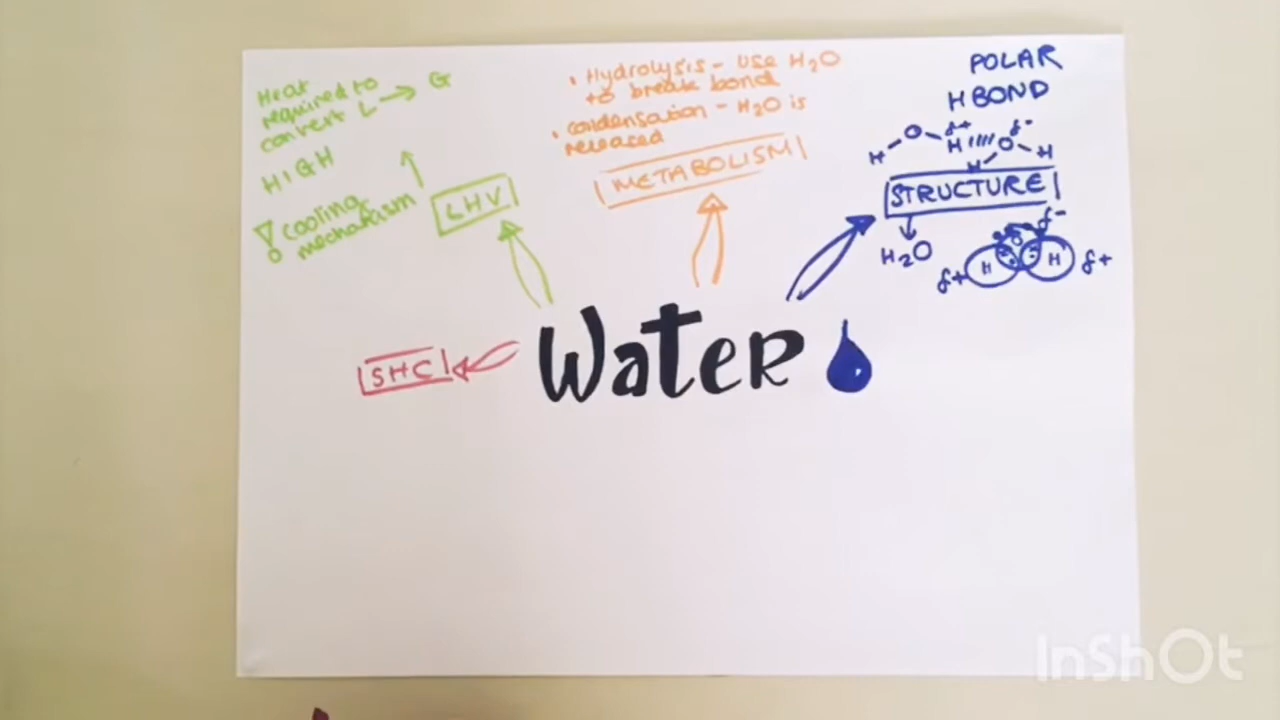 Heat
required to
convert L → G
HIGH
! cooling
mechanism
LHV
• Hydrolysis - use H2O
to break bond
• condensation - H2O is
released
METABOLISM
POLAR
H BOND
O δ+ δ-
H H IIII O
H H
STRUCTURE
H2O
δ-
O
δ+ H H δ+
SHC
Water
InShOt